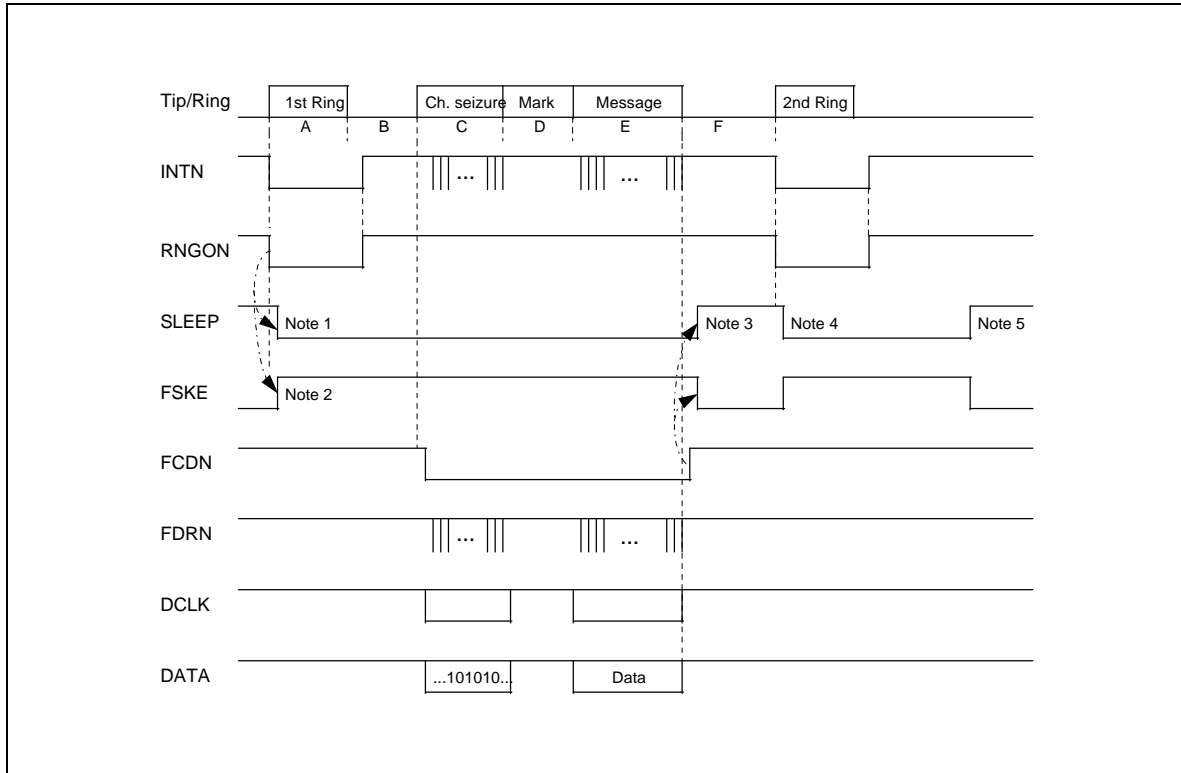 Tip/Ring 1st Ring Ch. seizure Mark Message 2nd Ring
A B C D E F
INTN ... ...
RNGON
SLEEP Note 1 Note 3 Note 4 Note 5
FSKE Note 2
FCDN
FDRN ... ...
DCLK
DATA ...101010... Data